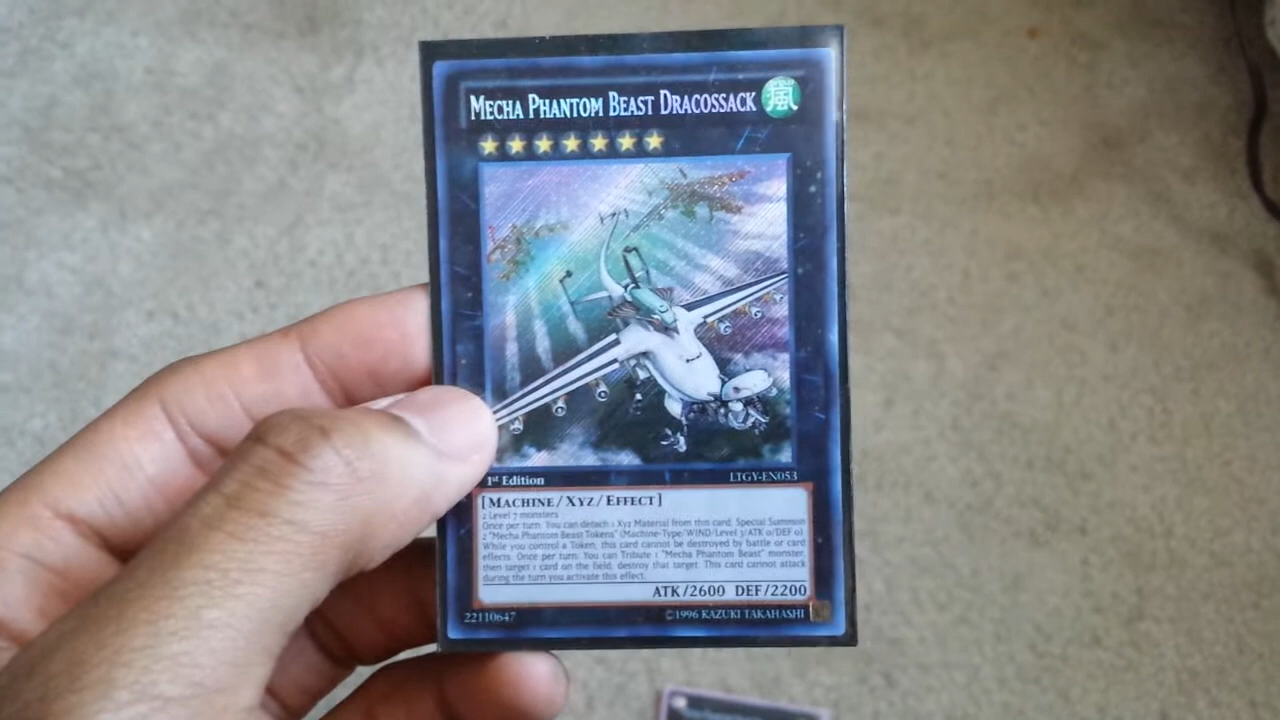 MECHA PHANTOM BEAST DRACOSSACK
嵐
1st Edition
LTGY-EN053
[MACHINE/XYZ/EFFECT]
2 Level 7 monsters
Once per turn: You can detach 1 Xyz Material from this card; Special Summon
2 "Mecha Phantom Beast Tokens" (Machine-Type/WIND/Level 3/ATK 0/DEF 0).
While you control a Token, this card cannot be destroyed by battle or card
effects. Once per turn: You can Tribute 1 "Mecha Phantom Beast" monster,
then target 1 card on the field; destroy that target. This card cannot attack
during the turn you activate this effect.
ATK/2600 DEF/2200
22110647
©1996 KAZUKI TAKAHASHI